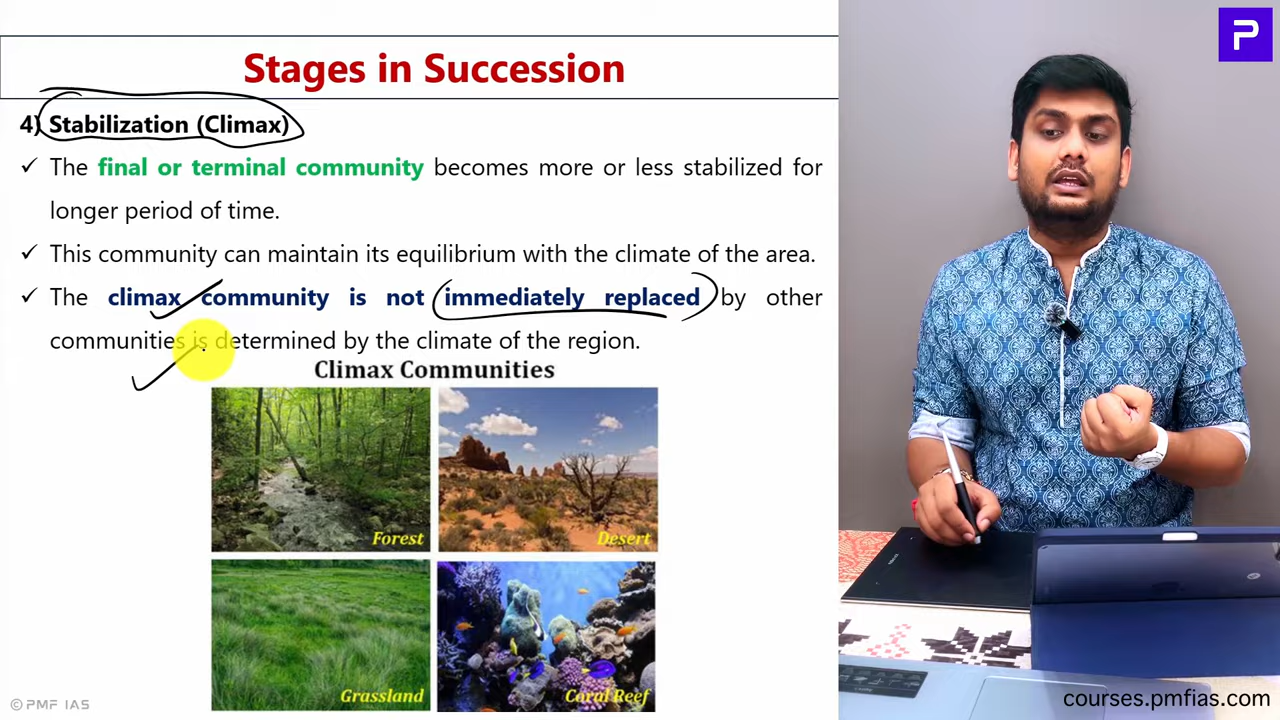 Stages in Succession
4) Stabilization (Climax)
✓ The final or terminal community becomes more or less stabilized for
longer period of time.
✓ This community can maintain its equilibrium with the climate of the area.
✓ The climax community is not immediately replaced by other
communities is determined by the climate of the region.
Climax Communities
Forest
Desert
Grassland
Coral Reef
© PMF IAS
P
courses.pmfias.com